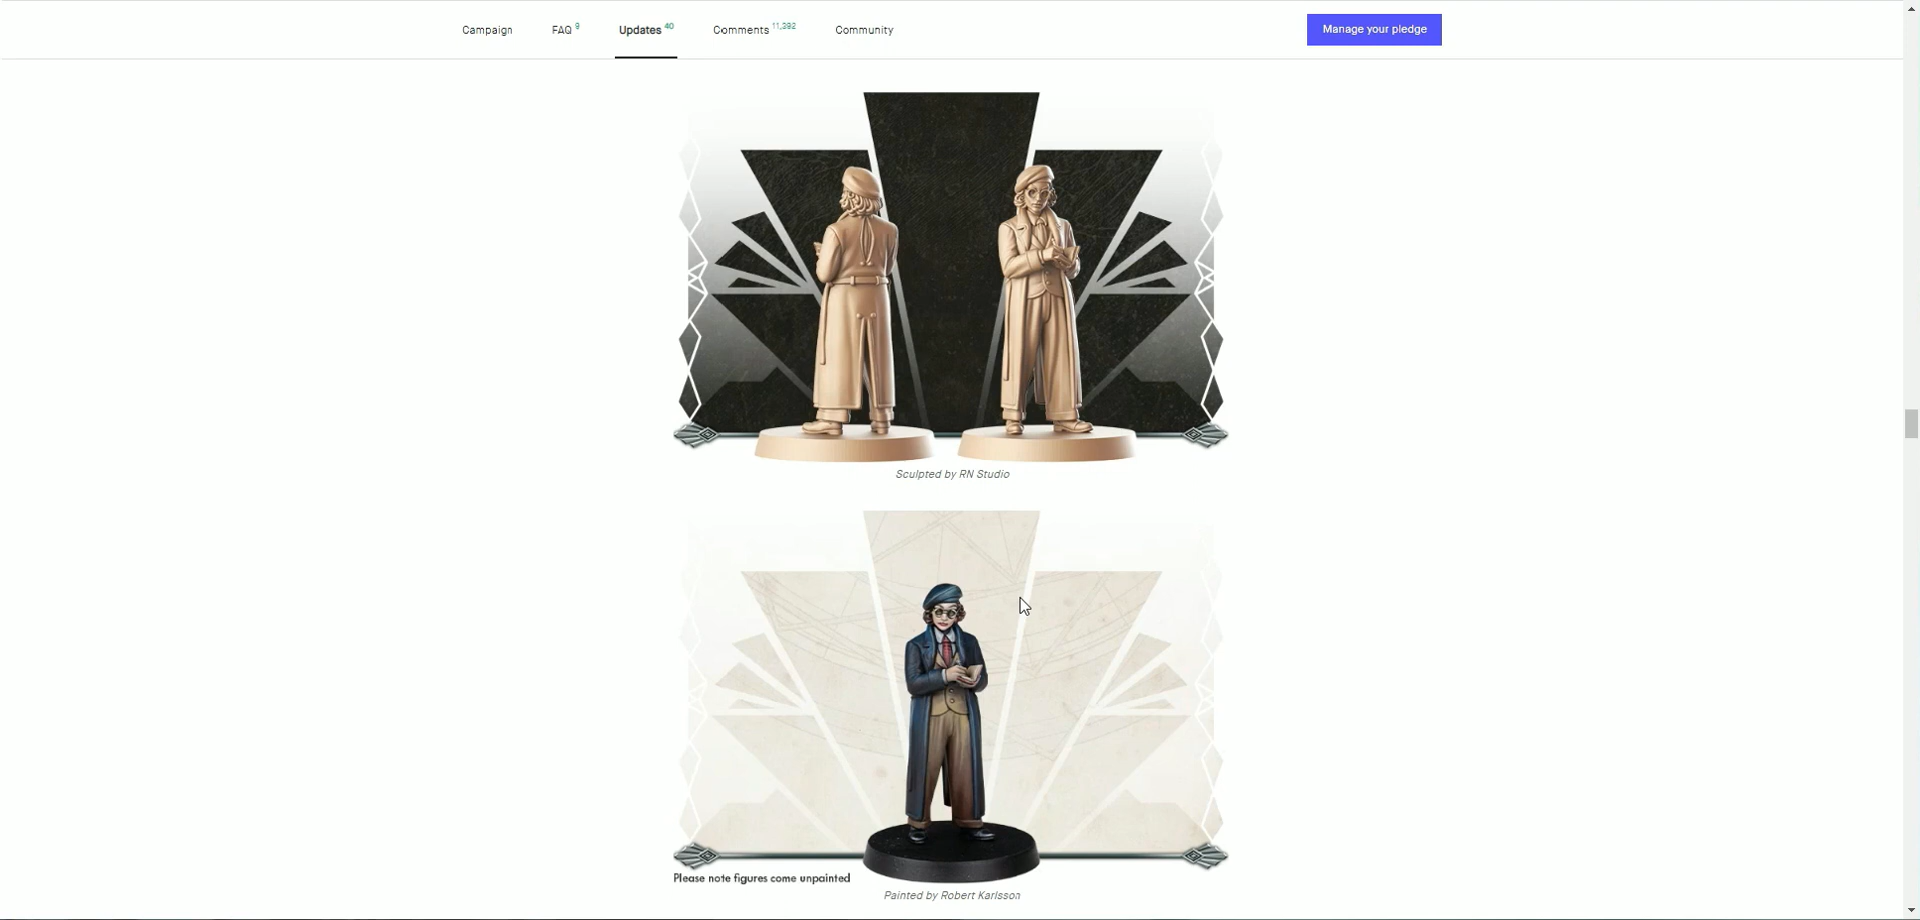 Campaign
FAQ 9
Updates 40
Comments 11,392
Community
Manage your pledge
Sculpted by RN Studio
Please note figures come unpainted
Painted by Robert Karlsson